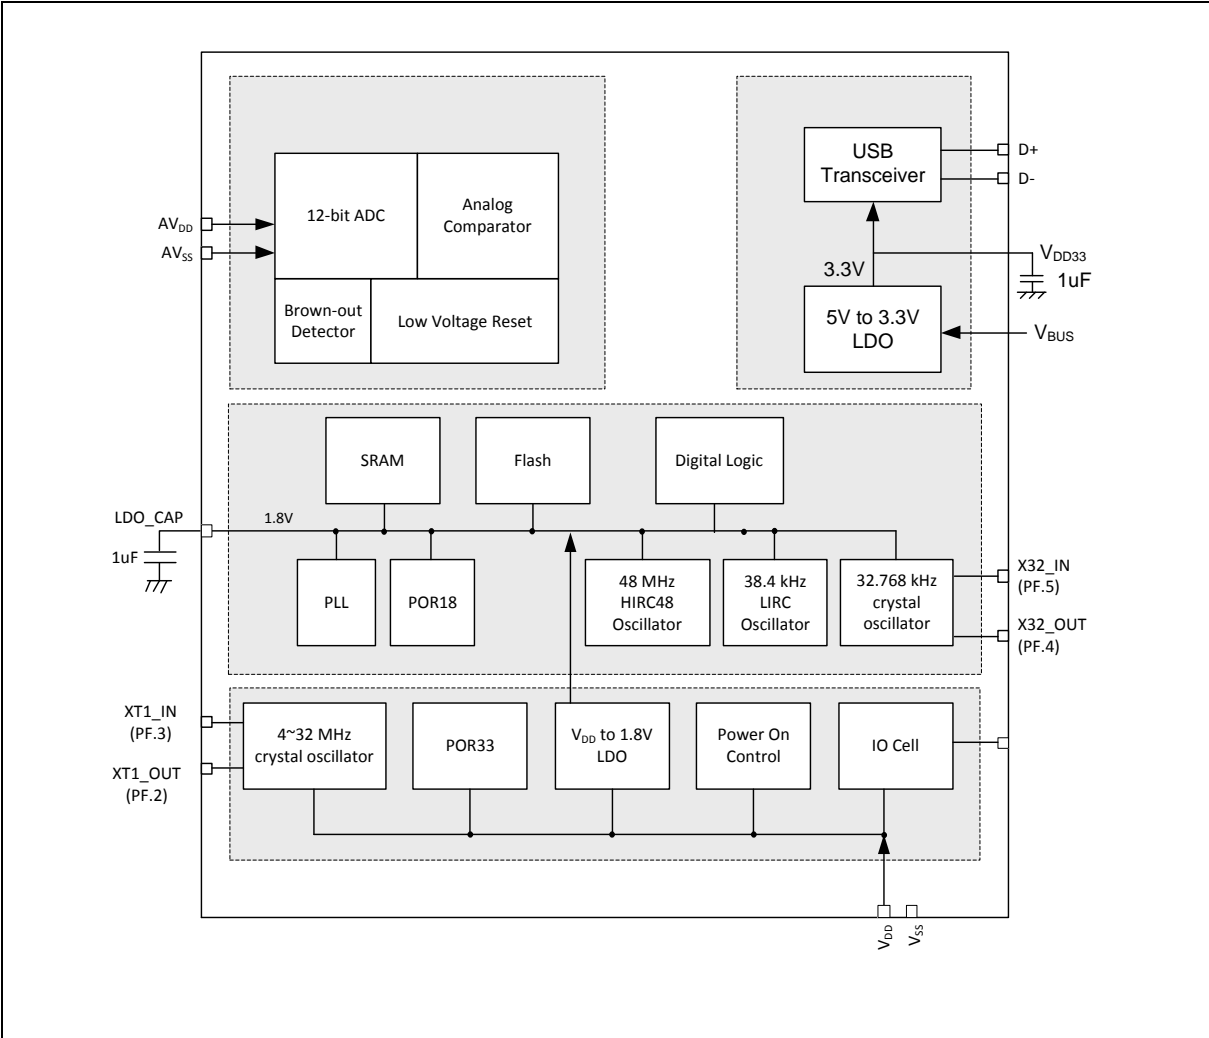 USB
Transceiver
D+
D-
12-bit ADC
Analog
Comparator
AVDD
AVSS
VDD33
3.3V
1uF
Brown-out
Detector
Low Voltage Reset
5V to 3.3V
LDO
VBUS
SRAM
Flash
Digital Logic
LDO_CAP
1.8V
1uF
PLL
POR18
48 MHz
HIRC48
Oscillator
38.4 kHz
LIRC
Oscillator
32.768 kHz
crystal
oscillator
X32_IN
(PF.5)
X32_OUT
(PF.4)
XT1_IN
(PF.3)
XT1_OUT
(PF.2)
4~32 MHz
crystal oscillator
POR33
VDD to 1.8V
LDO
Power On
Control
IO Cell
VDD
VSS